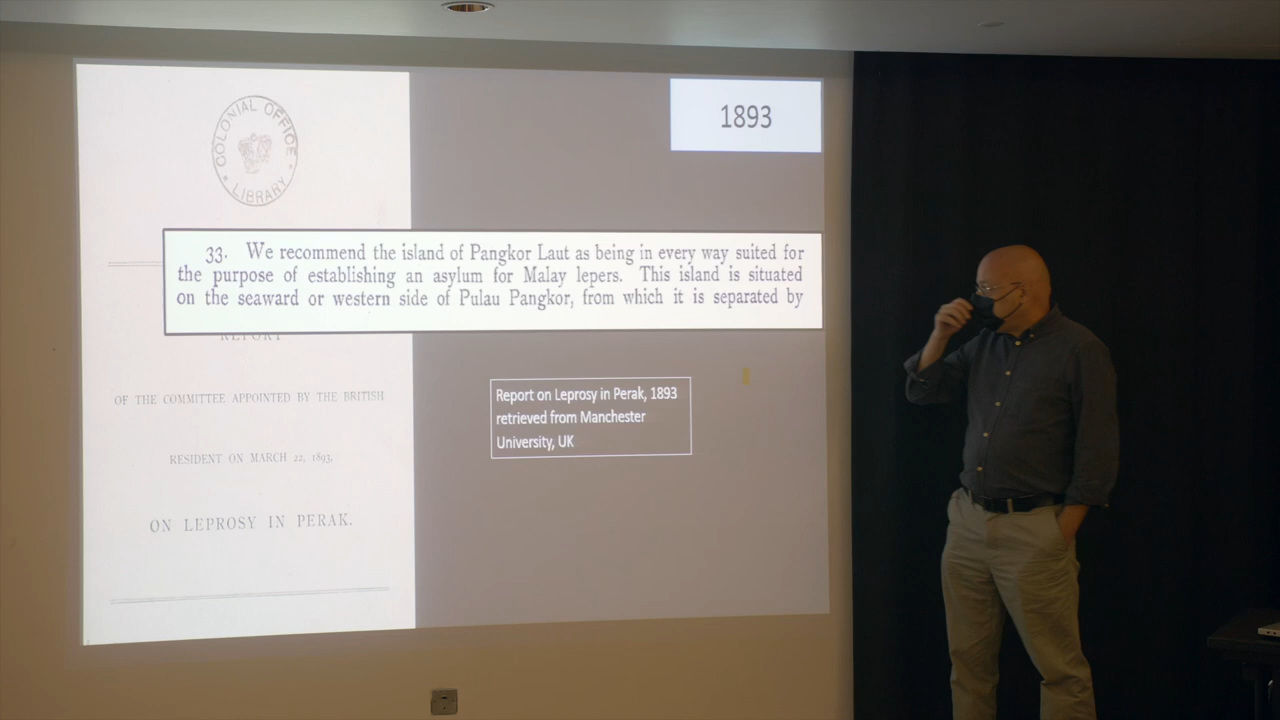 COLONIAL OFFICE
LIBRARY
1893
33. We recommend the island of Pangkor Laut as being in every way suited for
the purpose of establishing an asylum for Malay lepers. This island is situated
on the seaward or western side of Pulau Pangkor, from which it is separated by
REPORT
OF THE COMMITTEE APPOINTED BY THE BRITISH
RESIDENT ON MARCH 22, 1893,
ON LEPROSY IN PERAK.
Report on Leprosy in Perak, 1893
retrieved from Manchester
University, UK